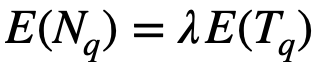 E(N_q) = λE(T_q)